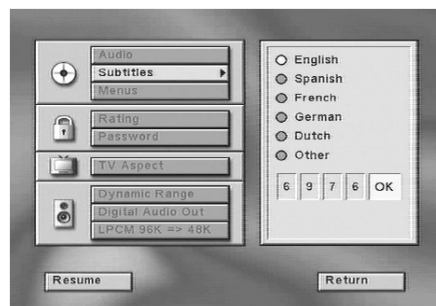 Audio
Subtitles
Menus
Rating
Password
TV Aspect
Dynamic Range
Digital Audio Out
LPCM 96K => 48K
English
Spanish
French
German
Dutch
Other
6 9 7 6 OK
Resume
Return